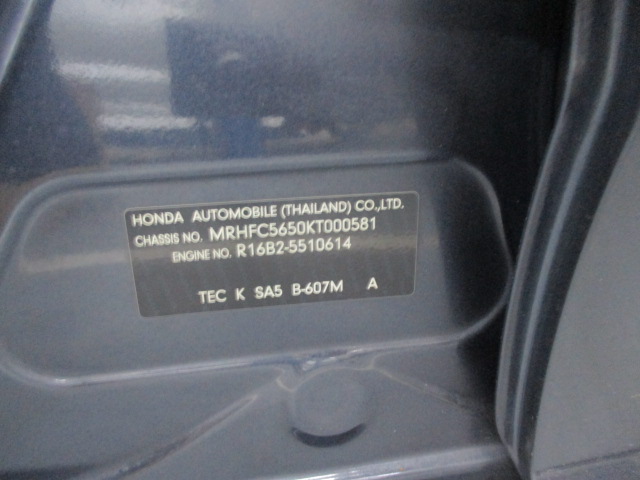 HONDA AUTOMOBILE (THAILAND) CO.,LTD.
CHASSIS NO. MRHFC5650KT000581
ENGINE NO. R16B2-5510614
TEC K SA5 B-607M A